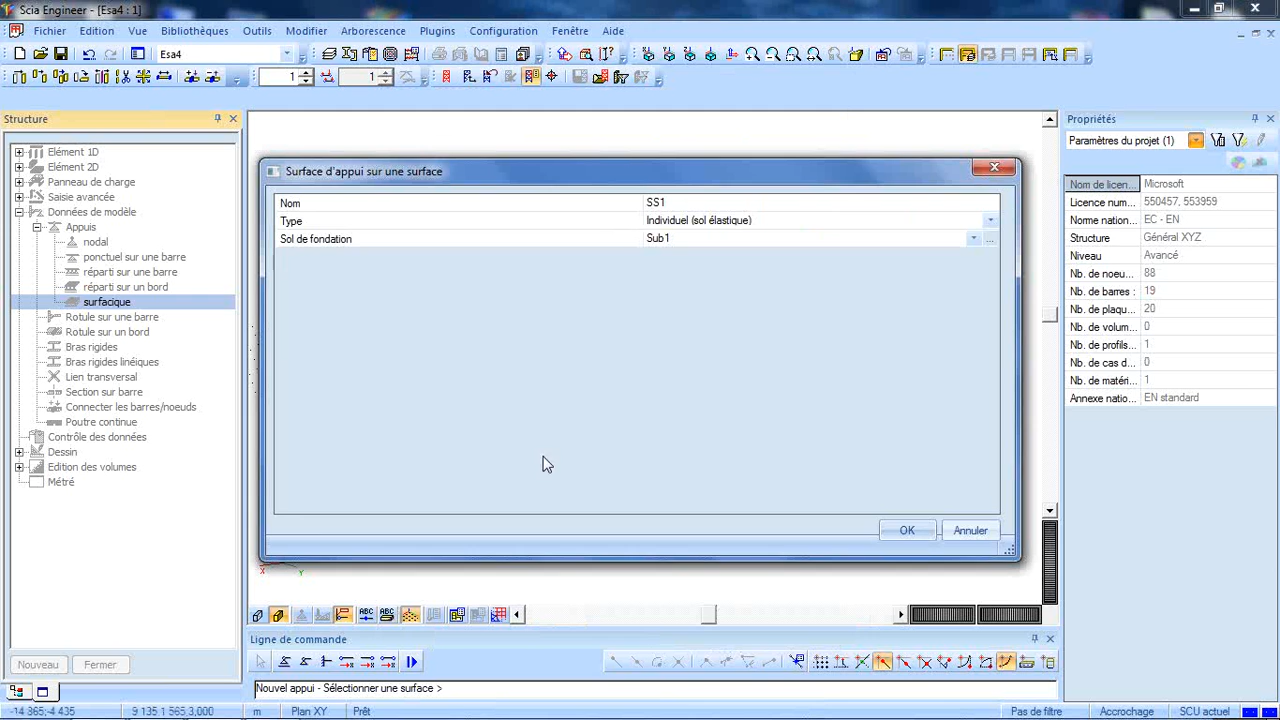 Scia Engineer - [Esa4 : 1]
Fichier Edition Vue Bibliothèques Outils Modifier Arborescence Plugins Configuration Fenêtre Aide
Esa4
1 1
Structure
Elément 1D
Elément 2D
Panneau de charge
Saisie avancée
Données de modèle
Appuis
nodal
ponctuel sur une barre
réparti sur une barre
réparti sur un bord
surfacique
Rotule sur une barre
Rotule sur un bord
Bras rigides
Bras rigides linéiques
Lien transversal
Section sur barre
Connecter les barres/noeuds
Poutre continue
Contrôle des données
Dessin
Edition des volumes
Métré
Nouveau Fermer
Surface d'appui sur une surface
Nom SS1
Type Individuel (sol élastique)
Sol de fondation Sub1 ...
OK Annuler
X Y
Propriétés
Paramètres du projet (1)
Nom de licen... Microsoft
Licence num... 550457, 553959
Norme nation... EC - EN
Structure Général XYZ
Niveau Avancé
Nb. de noeu... 88
Nb. de barres : 19
Nb. de plaqu... 20
Nb. de volum... 0
Nb. de profils... 1
Nb. de cas d... 0
Nb. de matéri... 1
Annexe natio... EN standard
ABC ABC
Ligne de commande
Nouvel appui - Sélectionner une surface >
-14 365;-4 435 9 135,1 565,3,000 m Plan XY Prêt Pas de filtre Accrochage SCU actuel